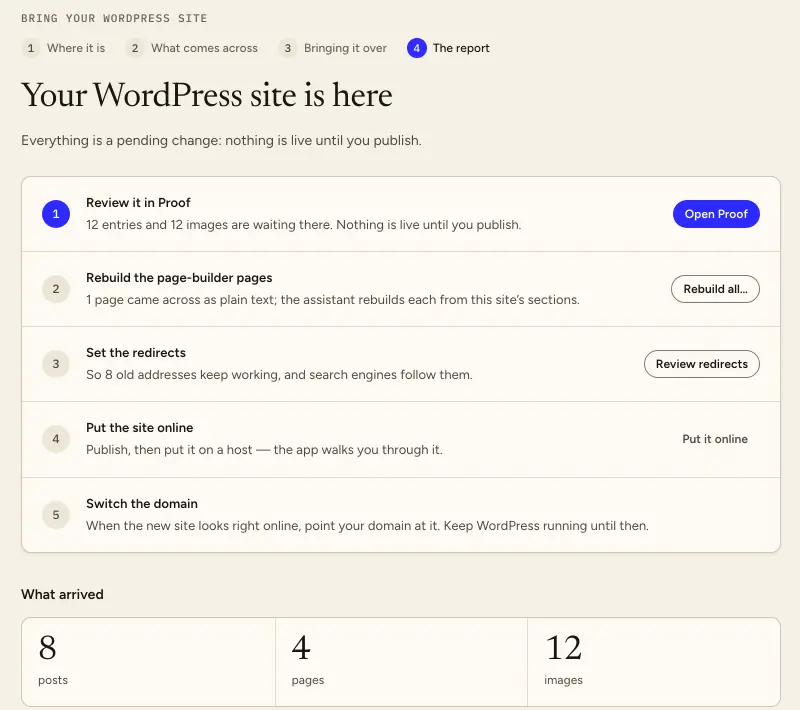 BRING YOUR WORDPRESS SITE
1 Where it is 2 What comes across 3 Bringing it over 4 The report
Your WordPress site is here
Everything is a pending change: nothing is live until you publish.
1
Review it in Proof
12 entries and 12 images are waiting there. Nothing is live until you publish.
Open Proof
2
Rebuild the page-builder pages
1 page came across as plain text; the assistant rebuilds each from this site’s sections.
Rebuild all…
3
Set the redirects
So 8 old addresses keep working, and search engines follow them.
Review redirects
4
Put the site online
Publish, then put it on a host — the app walks you through it.
Put it online
5
Switch the domain
When the new site looks right online, point your domain at it. Keep WordPress running until then.
What arrived
8
posts
4
pages
12
images